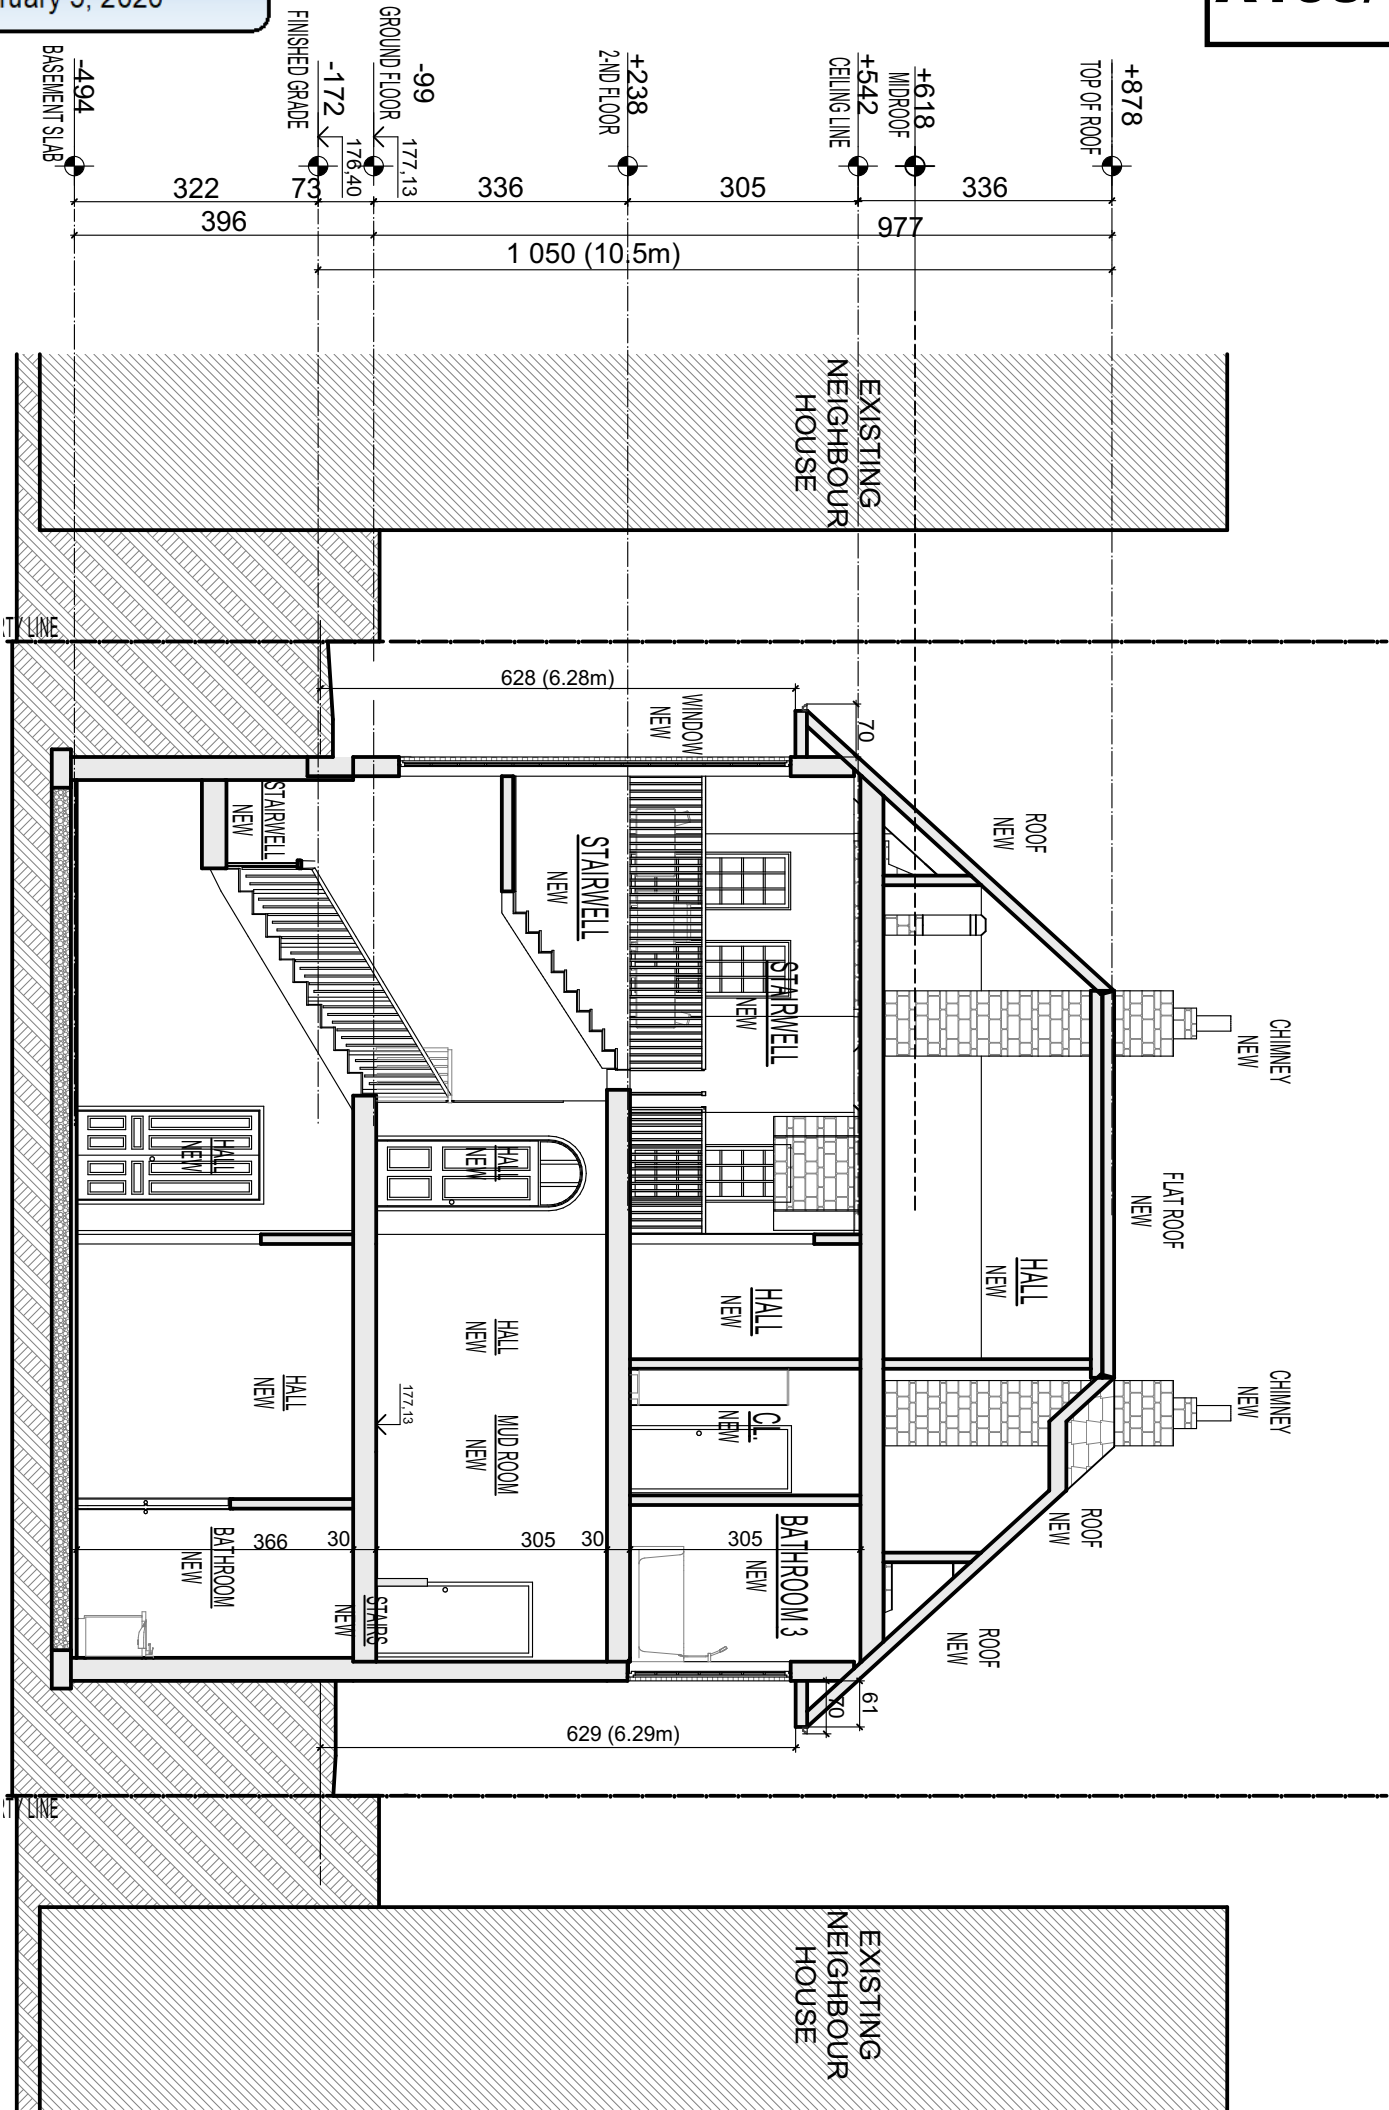 +878
TOP OF ROOF
+618
MIDROOF
+542
CEILING LINE
+238
2-ND FLOOR
-99
GROUND FLOOR
177,13
-172
FINISHED GRADE
176,40
-494
BASEMENT SLAB
322
73
336
305
336
396
977
1 050 (10.5m)
EXISTING
NEIGHBOUR
HOUSE
LINE
628 (6.28m)
70
WINDOW
NEW
ROOF
NEW
STAIRWELL
NEW
STAIRWELL
NEW
STAIRWELL
NEW
CHIMNEY
NEW
HALL
NEW
HALL
NEW
FLAT ROOF
NEW
HALL
NEW
HALL
NEW
HALL
NEW
HALL
NEW
CHIMNEY
NEW
177,13
MUD ROOM
NEW
CL.
NEW
ROOF
NEW
BATHROOM 3
NEW
BATHROOM
NEW
366
30
305
30
305
STAIRS
NEW
ROOF
NEW
61
70
629 (6.29m)
LINE
EXISTING
NEIGHBOUR
HOUSE